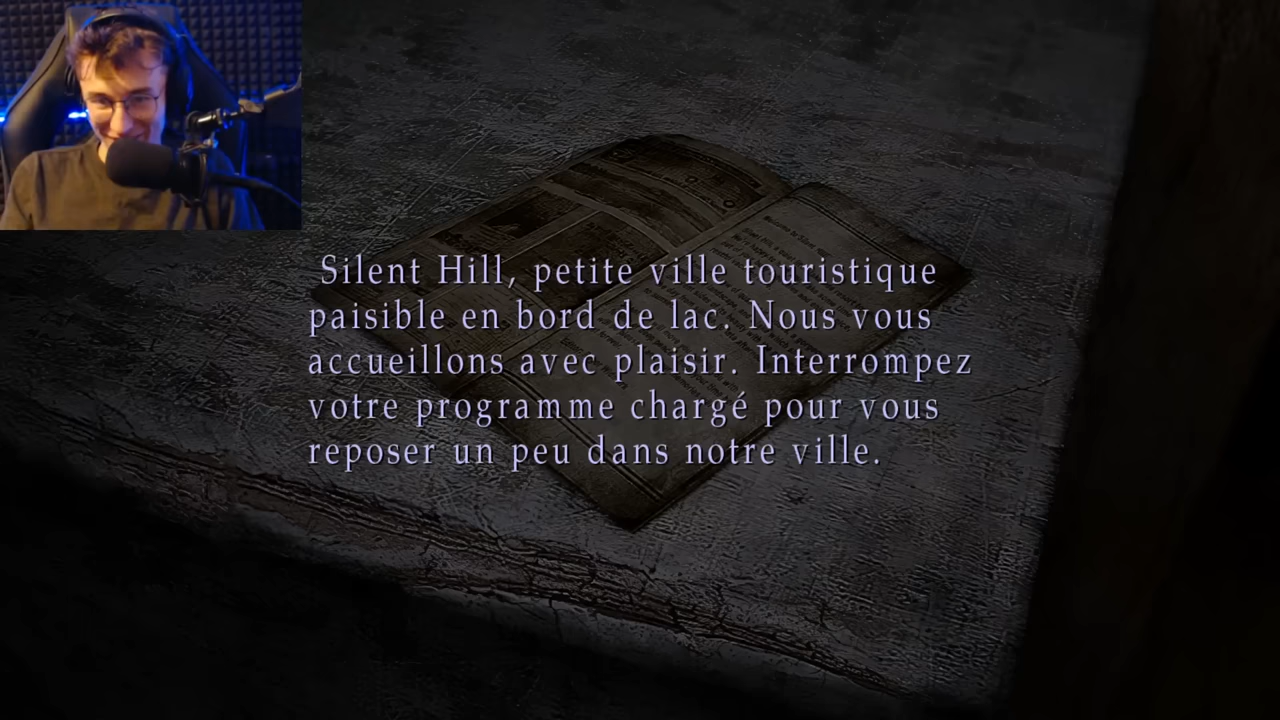 Silent Hill, petite ville touristique
paisible en bord de lac. Nous vous
accueillons avec plaisir. Interrompez
votre programme chargé pour vous
reposer un peu dans notre ville.